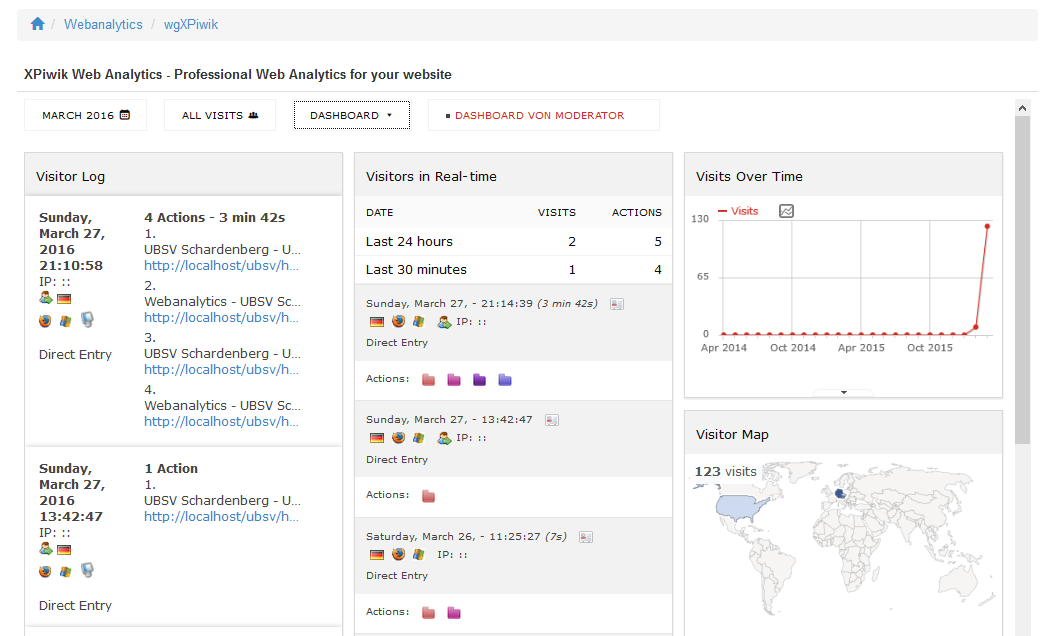 / Webanalytics / wgXPiwik
XPiwik Web Analytics - Professional Web Analytics for your website
MARCH 2016
ALL VISITS
DASHBOARD
DASHBOARD VON MODERATOR
Visitor Log
Sunday,
March 27,
2016
21:10:58
IP: ::
Direct Entry
4 Actions - 3 min 42s
1.
UBSV Schardenberg - U...
http://localhost/ubsv/h...
2.
Webanalytics - UBSV Sc...
http://localhost/ubsv/h...
3.
UBSV Schardenberg - U...
http://localhost/ubsv/h...
4.
Webanalytics - UBSV Sc...
http://localhost/ubsv/h...
Sunday,
March 27,
2016
13:42:47
IP: ::
Direct Entry
1 Action
1.
UBSV Schardenberg - U...
http://localhost/ubsv/h...
Visitors in Real-time
DATE VISITS ACTIONS
Last 24 hours 2 5
Last 30 minutes 1 4
Sunday, March 27, - 21:14:39 (3 min 42s)
IP: ::
Direct Entry
Actions:
Sunday, March 27, - 13:42:47
IP: ::
Direct Entry
Actions:
Saturday, March 26, - 11:25:27 (7s)
IP: ::
Direct Entry
Actions:
Visits Over Time
Visits
130
65
0
Apr 2014 Oct 2014 Apr 2015 Oct 2015
Visitor Map
123 visits